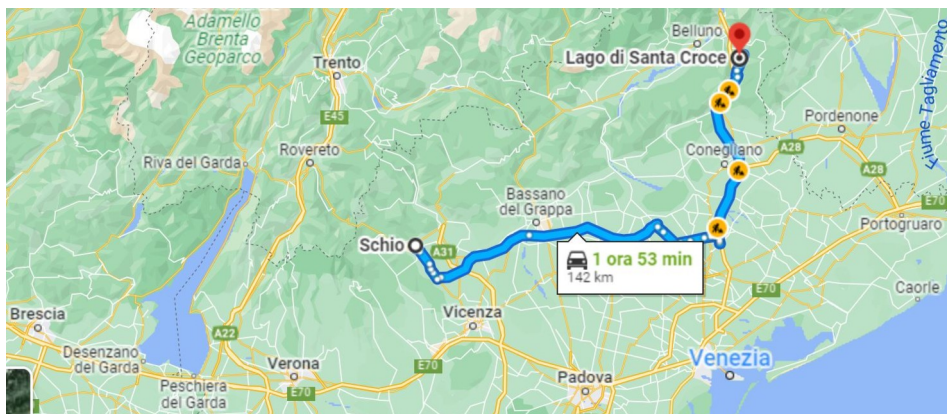 Adamello
Brenta
Geoparco
Trento
E45
Riva del Garda
Rovereto
Belluno
Lago di Santa Croce
Pordenone
Fiume Tagliamento
Conegliano
A28
A28
E70
Portogruaro
Bassano
del Grappa
Schio
A31
1 ora 53 min
142 km
E70
Caorle
Brescia
A22
Vicenza
Desenzano
del Garda
Verona
E70
Venezia
Peschiera
del Garda
E70
Padova